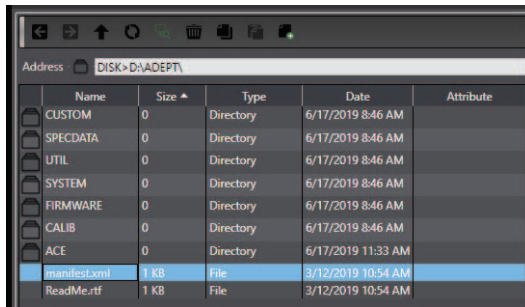 Address DISK>D:\ADEPT\
Name Size Type Date Attribute
CUSTOM 0 Directory 6/17/2019 8:46 AM
SPECDATA 0 Directory 6/17/2019 8:46 AM
UTIL 0 Directory 6/17/2019 8:46 AM
SYSTEM 0 Directory 6/17/2019 8:46 AM
FIRMWARE 0 Directory 6/17/2019 8:46 AM
CALIB 0 Directory 6/17/2019 8:46 AM
ACE 0 Directory 6/17/2019 11:33 AM
manifest.xml 1 KB File 3/12/2019 10:54 AM
ReadMe.rtf 1 KB File 3/12/2019 10:54 AM